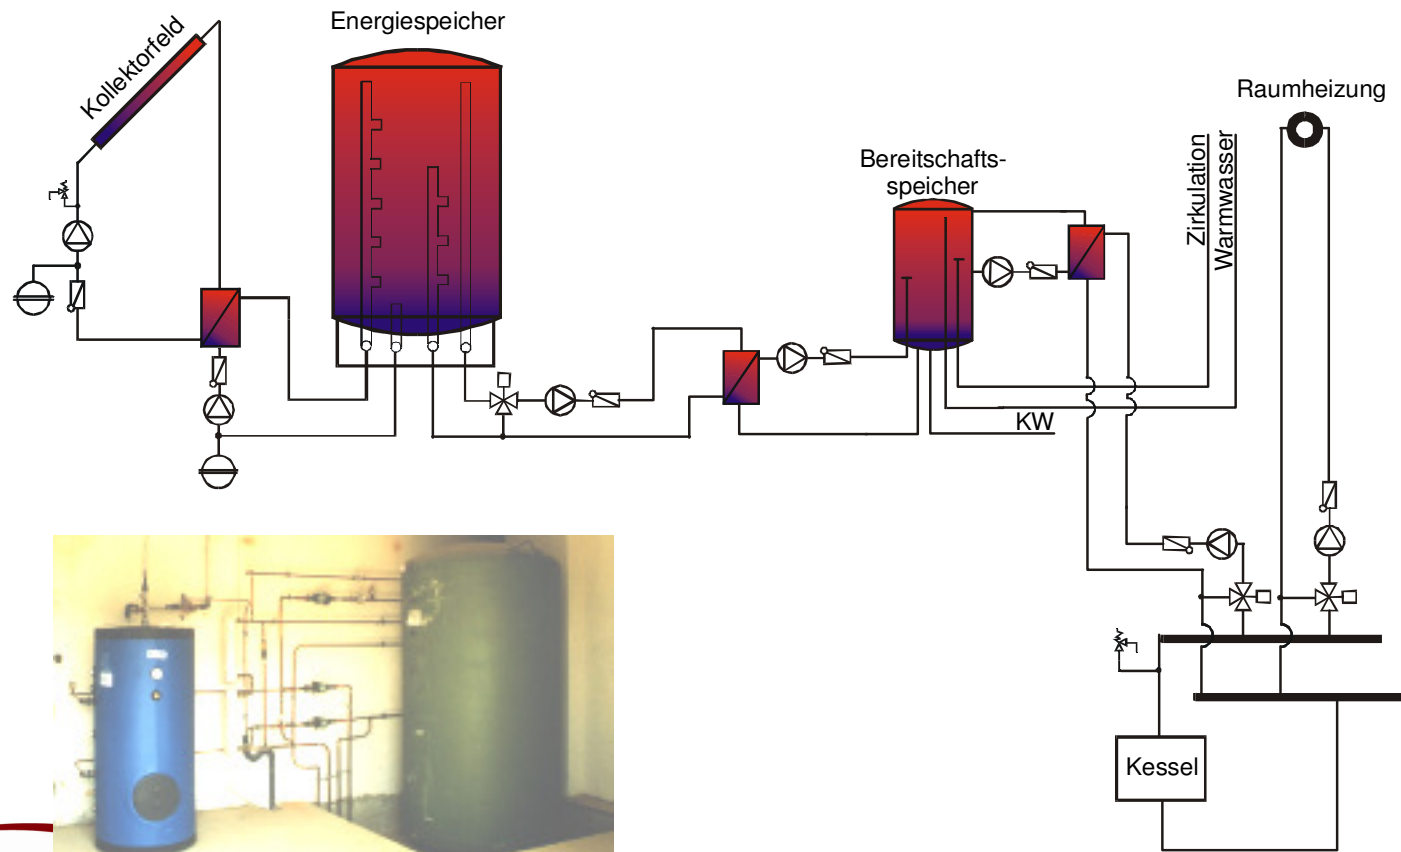 Energiespeicher
Kollektorfeld
Raumheizung
Bereitschafts-
speicher
Zirkulation
Warmwasser
KW
Kessel